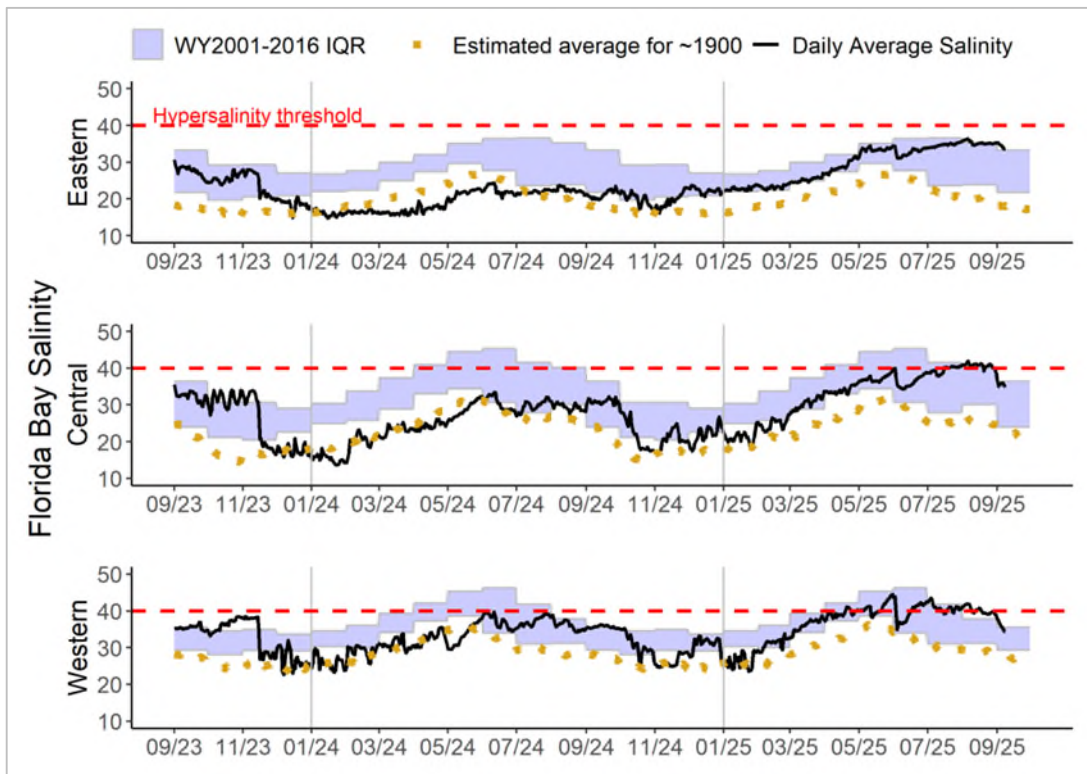 WY2001-2016 IQR Estimated average for ~1900 Daily Average Salinity
Florida Bay Salinity
Eastern
50
40
30
20
10
Hypersalinity threshold
09/23 11/23 01/24 03/24 05/24 07/24 09/24 11/24 01/25 03/25 05/25 07/25 09/25
Central
50
40
30
20
10
09/23 11/23 01/24 03/24 05/24 07/24 09/24 11/24 01/25 03/25 05/25 07/25 09/25
Western
50
40
30
20
10
09/23 11/23 01/24 03/24 05/24 07/24 09/24 11/24 01/25 03/25 05/25 07/25 09/25